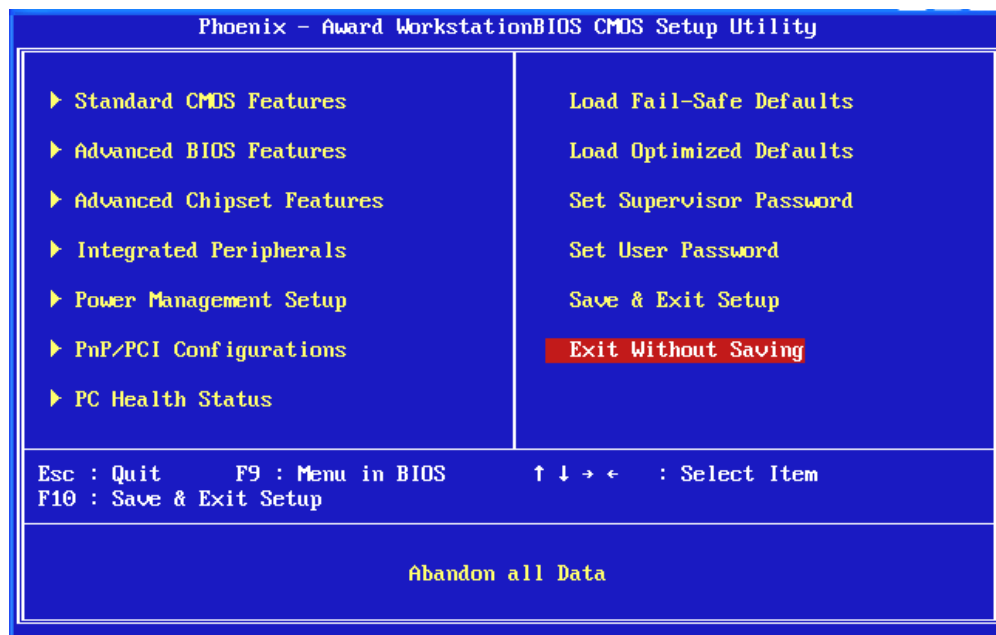 Phoenix - Award WorkstationBIOS CMOS Setup Utility
▶ Standard CMOS Features
▶ Advanced BIOS Features
▶ Advanced Chipset Features
▶ Integrated Peripherals
▶ Power Management Setup
▶ PnP/PCI Configurations
▶ PC Health Status
Load Fail-Safe Defaults
Load Optimized Defaults
Set Supervisor Password
Set User Password
Save & Exit Setup
Exit Without Saving
Esc : Quit F9 : Menu in BIOS ↑ ↓ → ← : Select Item
F10 : Save & Exit Setup
Abandon all Data